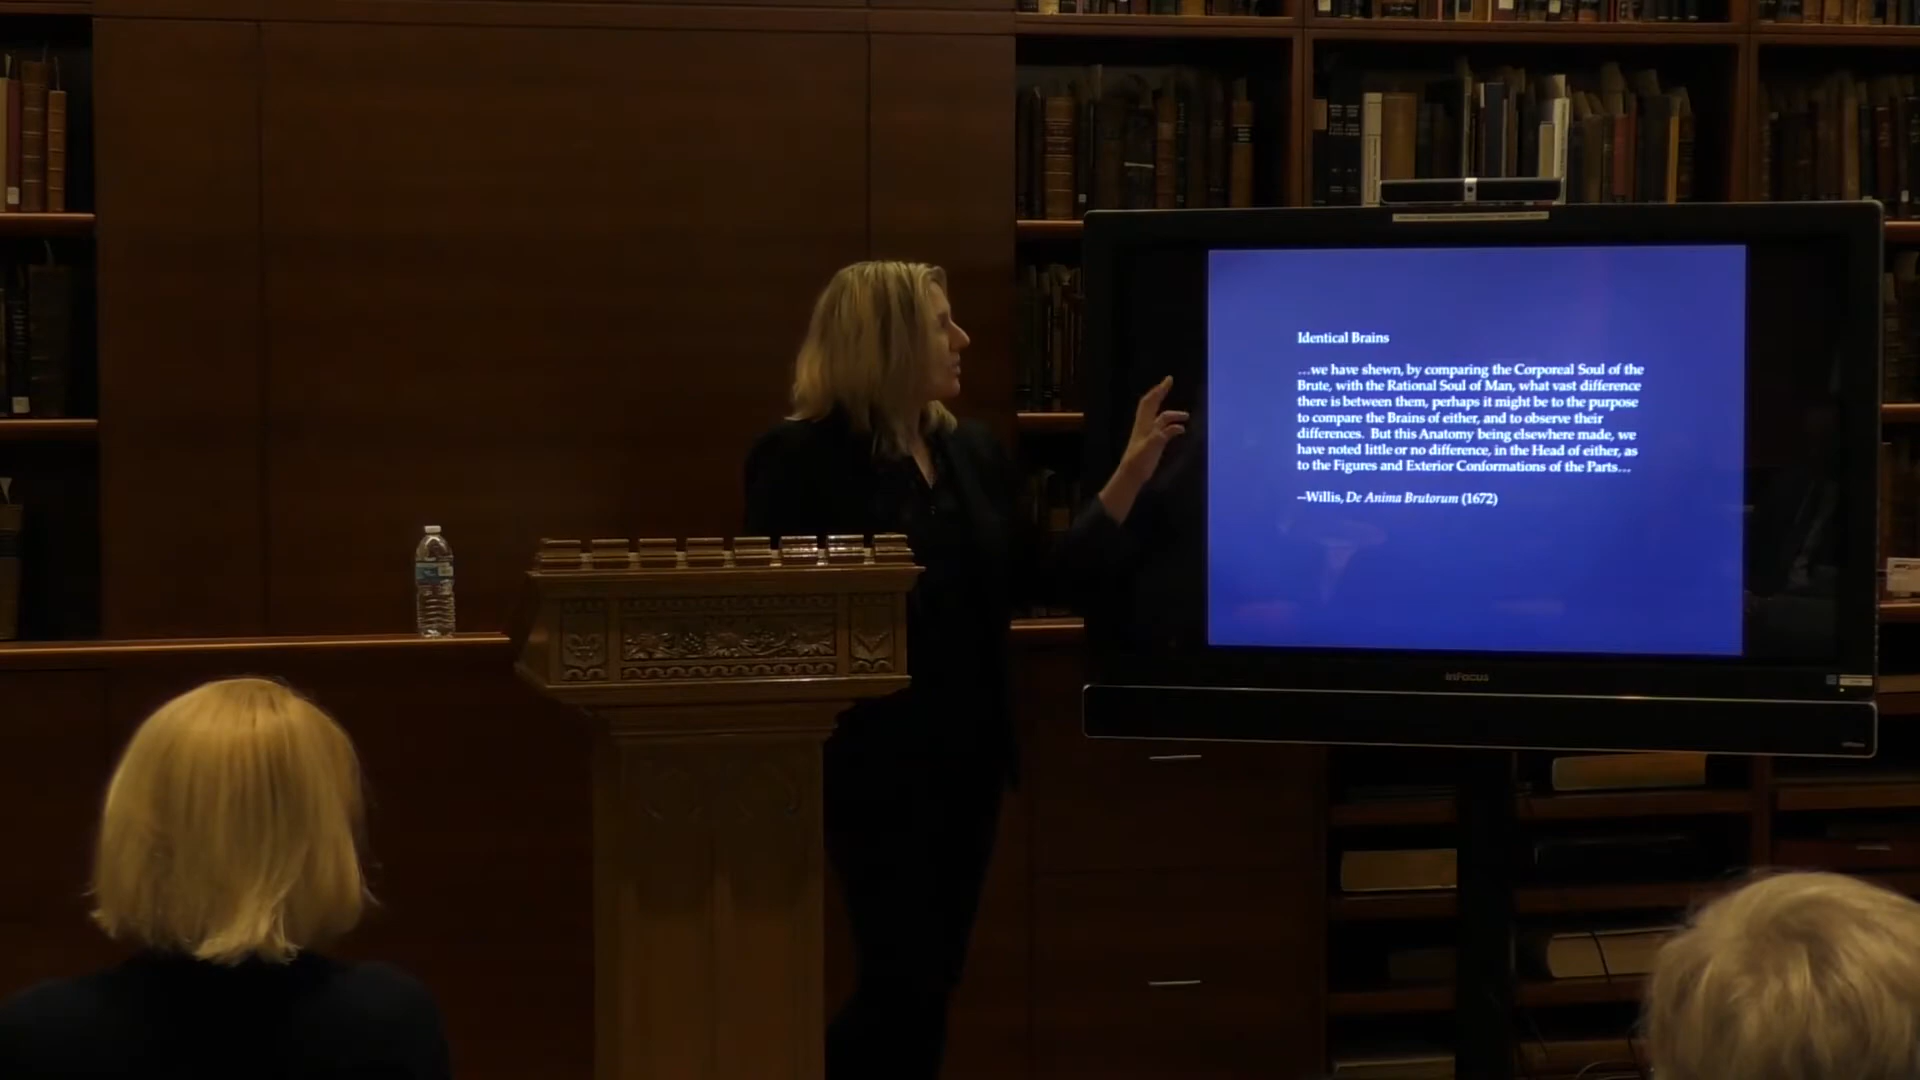 Identical Brains
…we have shewn, by comparing the Corporeal Soul of the
Brute, with the Rational Soul of Man, what vast difference
there is between them, perhaps it might be to the purpose
to compare the Brains of either, and to observe their
differences.  But this Anatomy being elsewhere made, we
have noted little or no difference, in the Head of either, as
to the Figures and Exterior Conformations of the Parts…
--Willis, De Anima Brutorum (1672)
InFocus